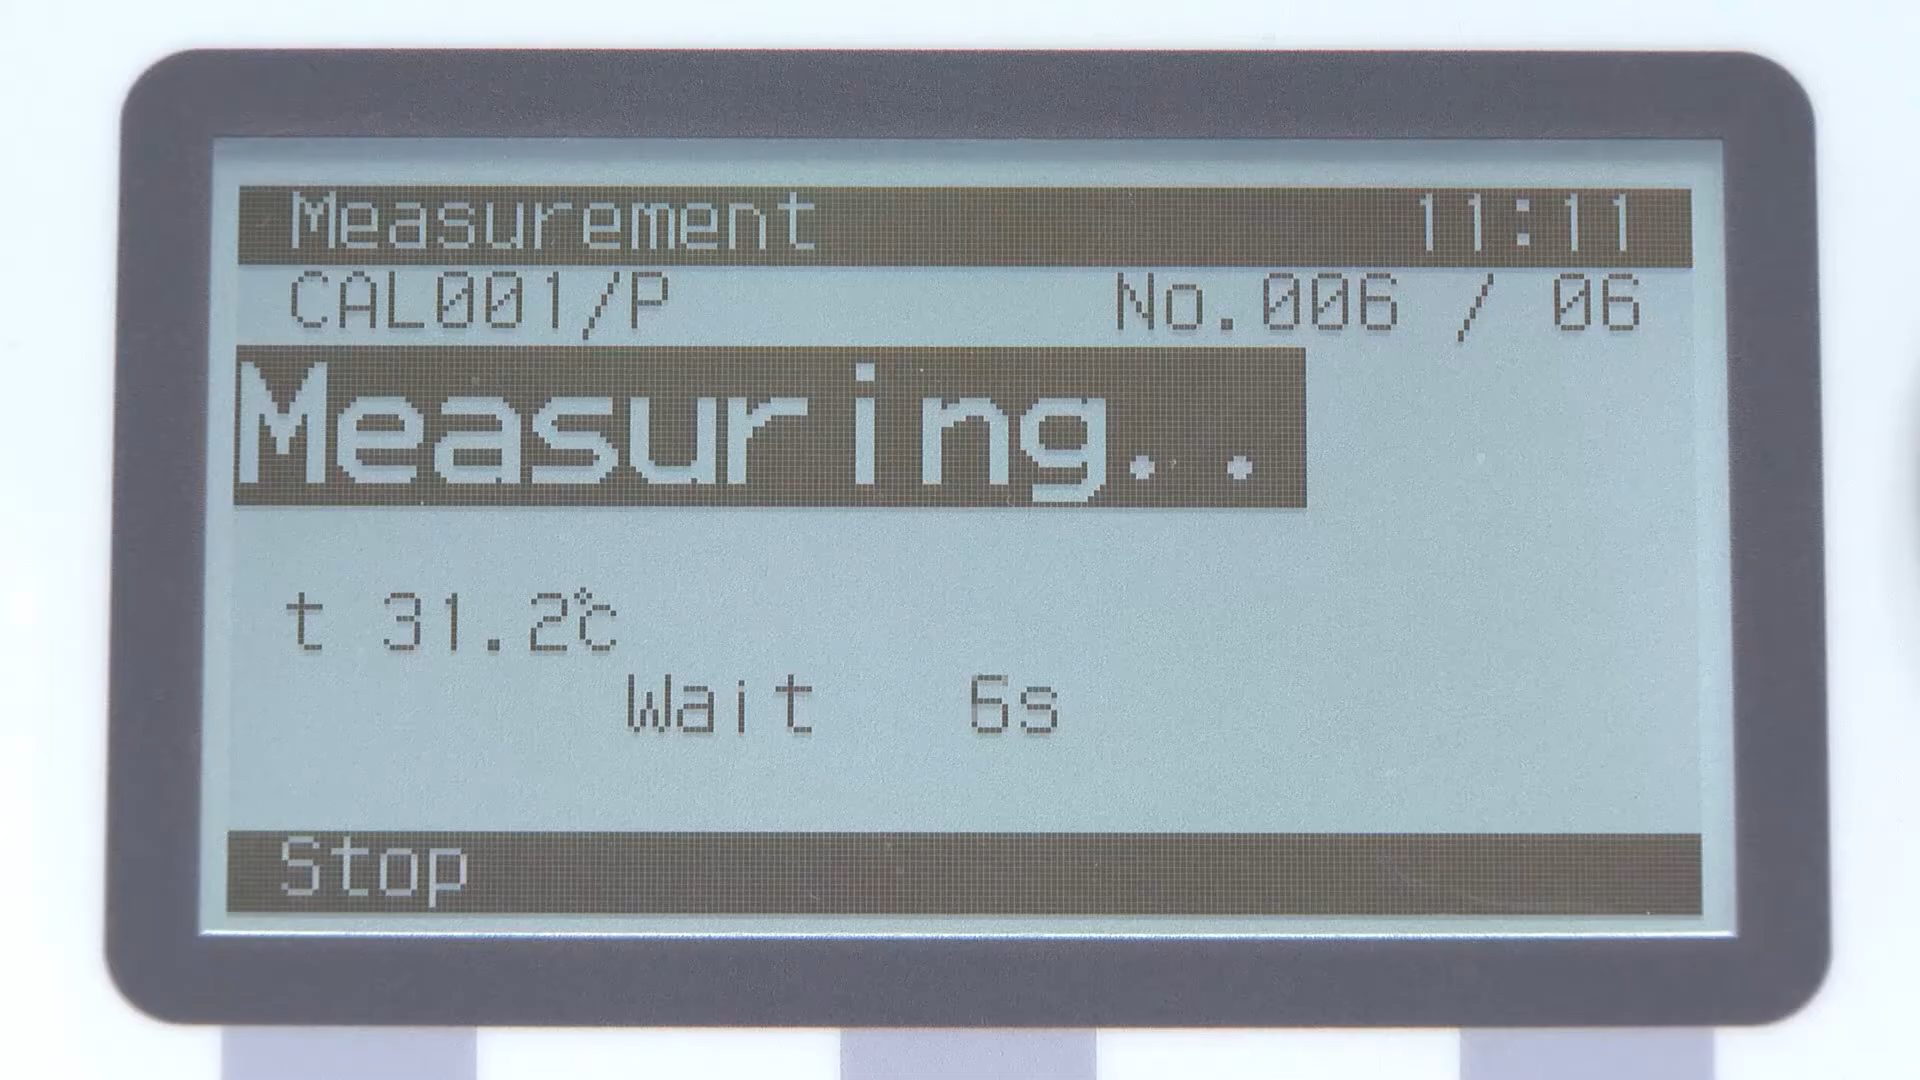 Measurement 11:11
CAL001/P No.006 / 06
Measuring..
t 31.2℃
Wait 6s
Stop